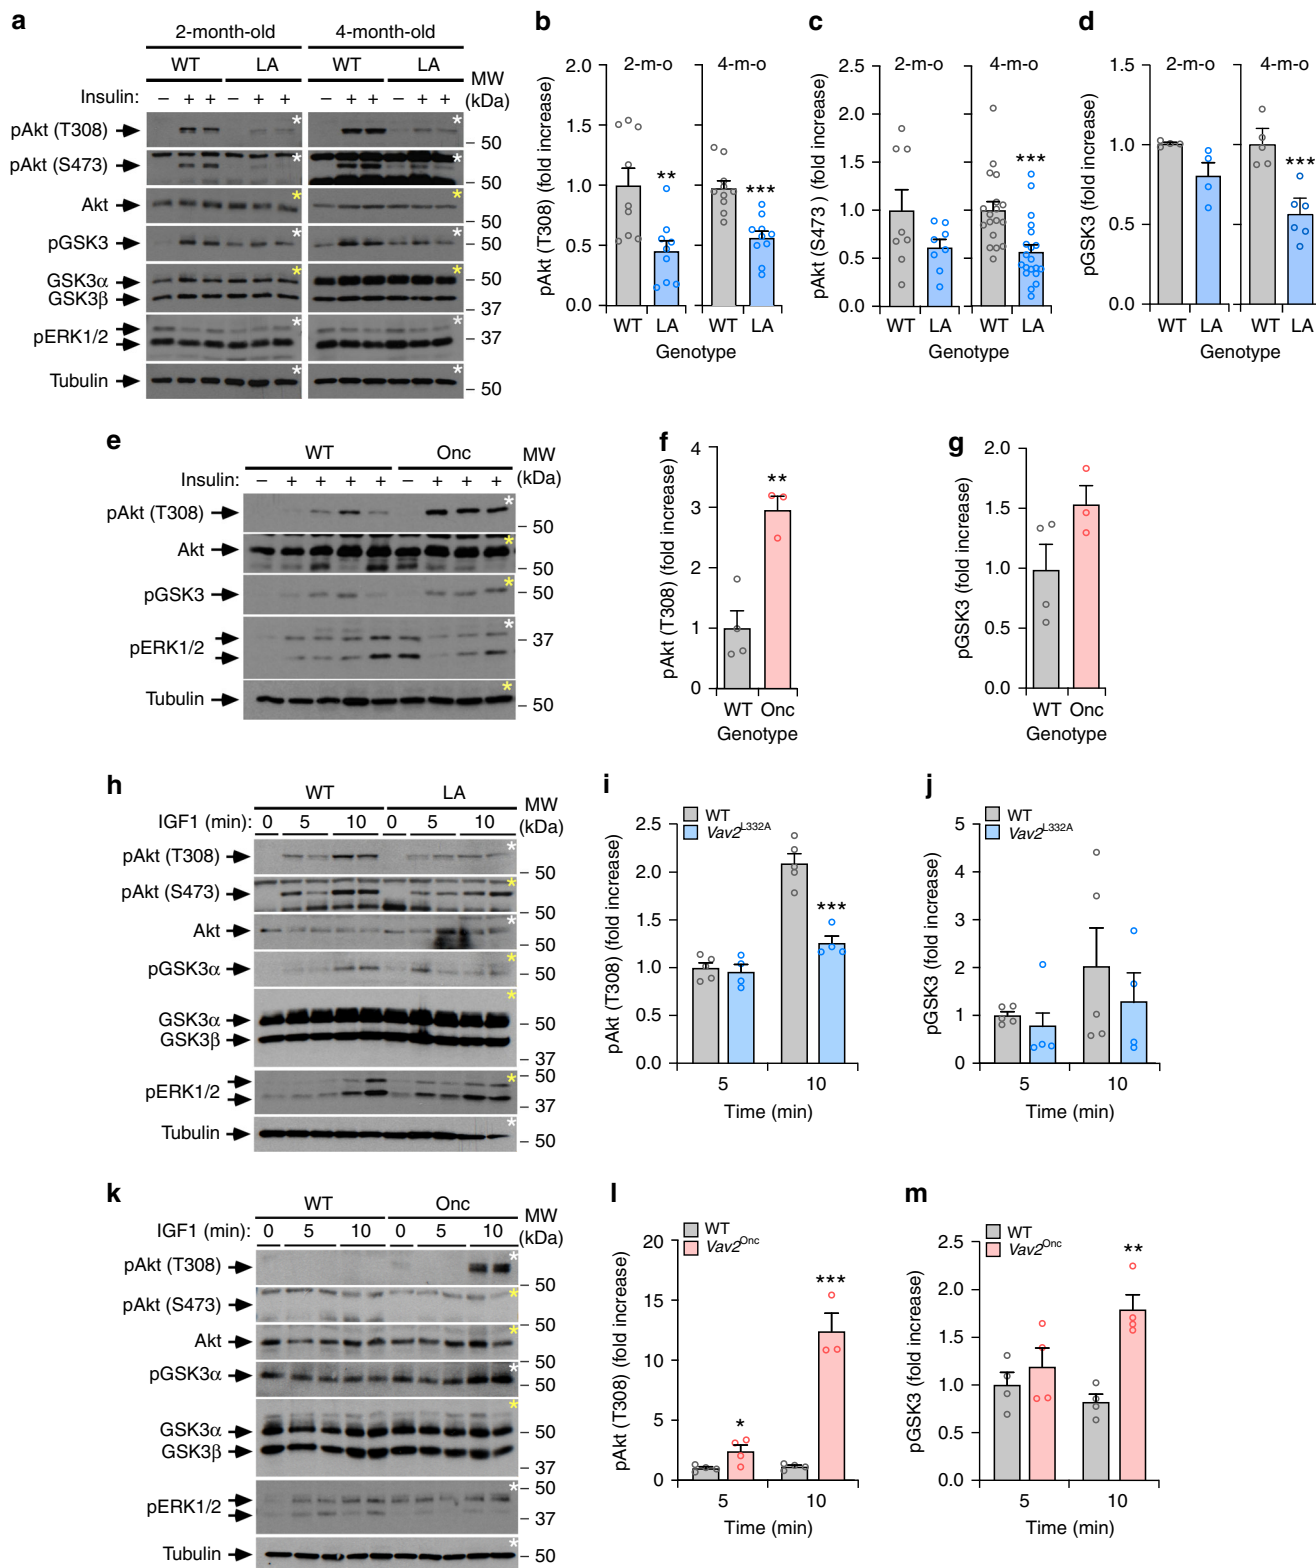 a
2-month-old 4-month-old
WT LA WT LA MW
Insulin: – + + – + + – + + – + + (kDa)
pAkt (T308) *
– 50
pAkt (S473) *
50
Akt *
pGSK3 *
– 50
GSK3α * – 50
GSK3β
– 37
pERK1/2 *
– 37
Tubulin *
– 50
b
2-m-o 4-m-o
pAkt (T308) (fold increase)
2.0
1.5
1.0
0.5
0.0
** ***
WT LA WT LA
Genotype
c
2-m-o 4-m-o
pAkt (S473 ) (fold increase)
2.5
2.0
1.5
1.0
0.5
0.0
***
WT LA WT LA
Genotype
d
2-m-o 4-m-o
pGSK3 (fold increase)
1.5
1.0
0.5
0.0
***
WT LA WT LA
Genotype
e
WT Onc MW
Insulin: – + + + + – + + + (kDa)
pAkt (T308) *
– 50
Akt *
– 50
pGSK3 * – 50
pERK1/2 * – 37
Tubulin *
– 50
f
pAkt (T308) (fold increase)
4
3
2
1
0
**
WT Onc
Genotype
g
pGSK3 (fold increase)
2.0
1.5
1.0
0.5
0.0
WT Onc
Genotype
h
WT LA MW
IGF1 (min): 0 5 10 0 5 10 (kDa)
pAkt (T308) *
– 50
pAkt (S473) *
– 50
Akt *
– 50
pGSK3α *
– 50
GSK3α * – 50
GSK3β
– 37
pERK1/2 * – 50
– 37
Tubulin *
– 50
i
WT
Vav2L332A
pAkt (T308) (fold increase)
2.5
2.0
1.5
1.0
0.5
0.0
***
5 10
Time (min)
j
WT
Vav2L332A
pGSK3 (fold increase)
5
4
3
2
1
0
5 10
Time (min)
k
WT Onc MW
IGF1 (min): 0 5 10 0 5 10 (kDa)
pAkt (T308) *
– 50
pAkt (S473) *
– 50
Akt *
– 50
pGSK3α *
– 50
GSK3α * – 50
GSK3β
– 37
pERK1/2 * – 50
– 37
Tubulin * – 50
l
WT
Vav2Onc
pAkt (T308) (fold increase)
20
15
10
5
0
* ***
5 10
Time (min)
m
WT
Vav2Onc
pGSK3 (fold increase)
2.5
2.0
1.5
1.0
0.5
0.0
**
5 10
Time (min)